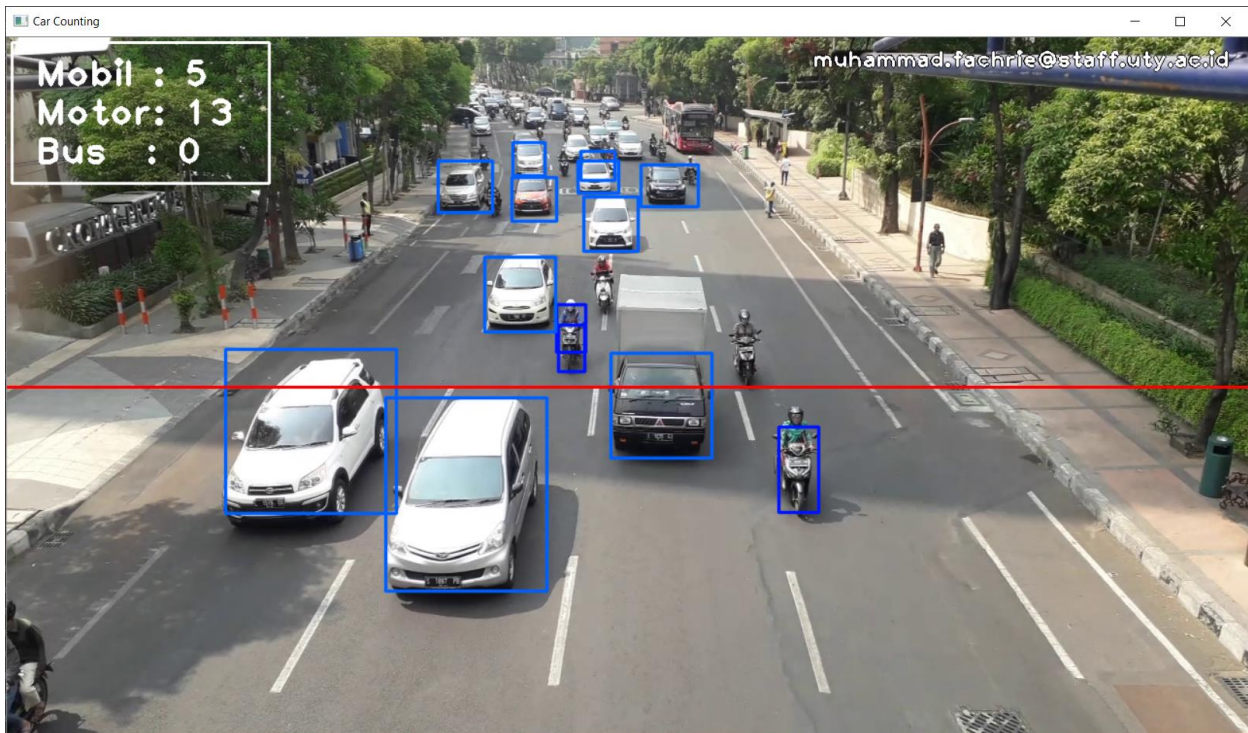 Car Counting
Mobil : 5
Motor: 13
Bus : 0
muhammad.fachrie@staff.uty.ac.id